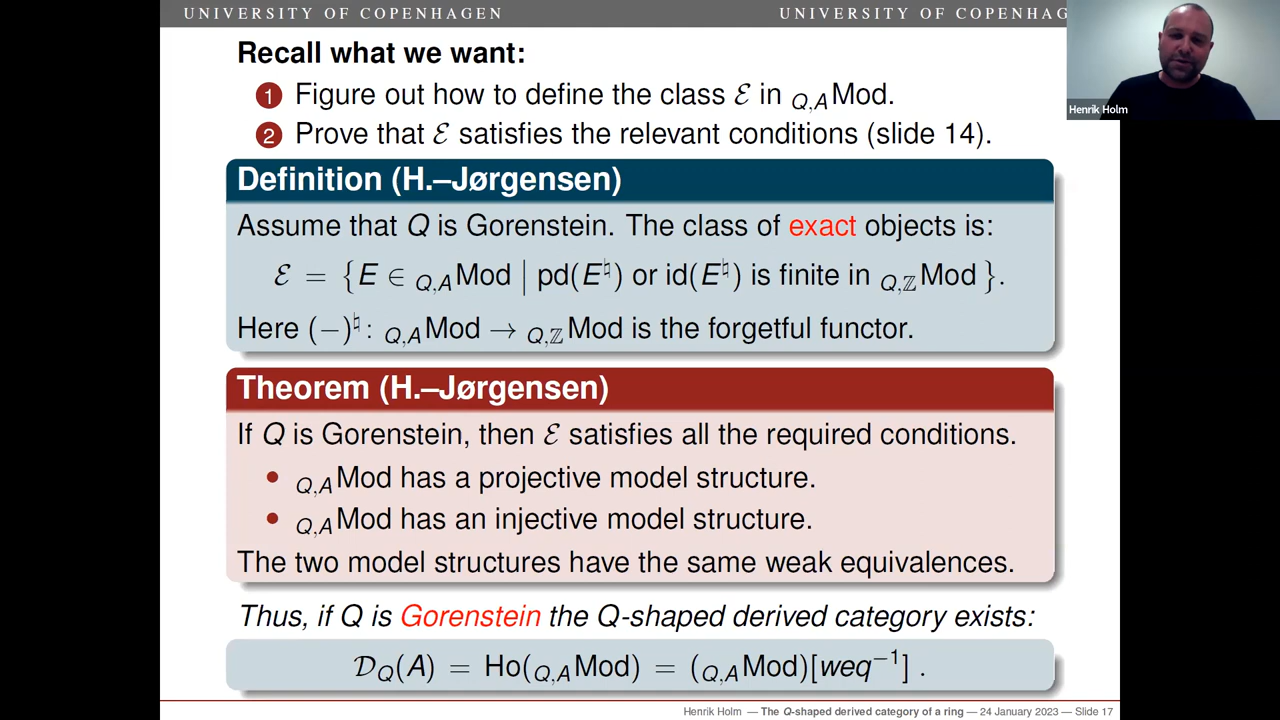 UNIVERSITY OF COPENHAGEN
UNIVERSITY OF COPENHAG
Henrik Holm
Recall what we want:
1 Figure out how to define the class ℰ in _{Q,A}Mod.
2 Prove that ℰ satisfies the relevant conditions (slide 14).
Definition (H.–Jørgensen)
Assume that Q is Gorenstein. The class of exact objects is:
ℰ = { E ∈ _{Q,A}Mod | pd(E^♮) or id(E^♮) is finite in _{Q,ℤ}Mod }.
Here (−)^♮ : _{Q,A}Mod → _{Q,ℤ}Mod is the forgetful functor.
Theorem (H.–Jørgensen)
If Q is Gorenstein, then ℰ satisfies all the required conditions.
• _{Q,A}Mod has a projective model structure.
• _{Q,A}Mod has an injective model structure.
The two model structures have the same weak equivalences.
Thus, if Q is Gorenstein the Q-shaped derived category exists:
𝒟_Q(A) = Ho(_{Q,A}Mod) = (_{Q,A}Mod)[weq^{−1}] .
Henrik Holm — The Q-shaped derived category of a ring — 24 January 2023 — Slide 17